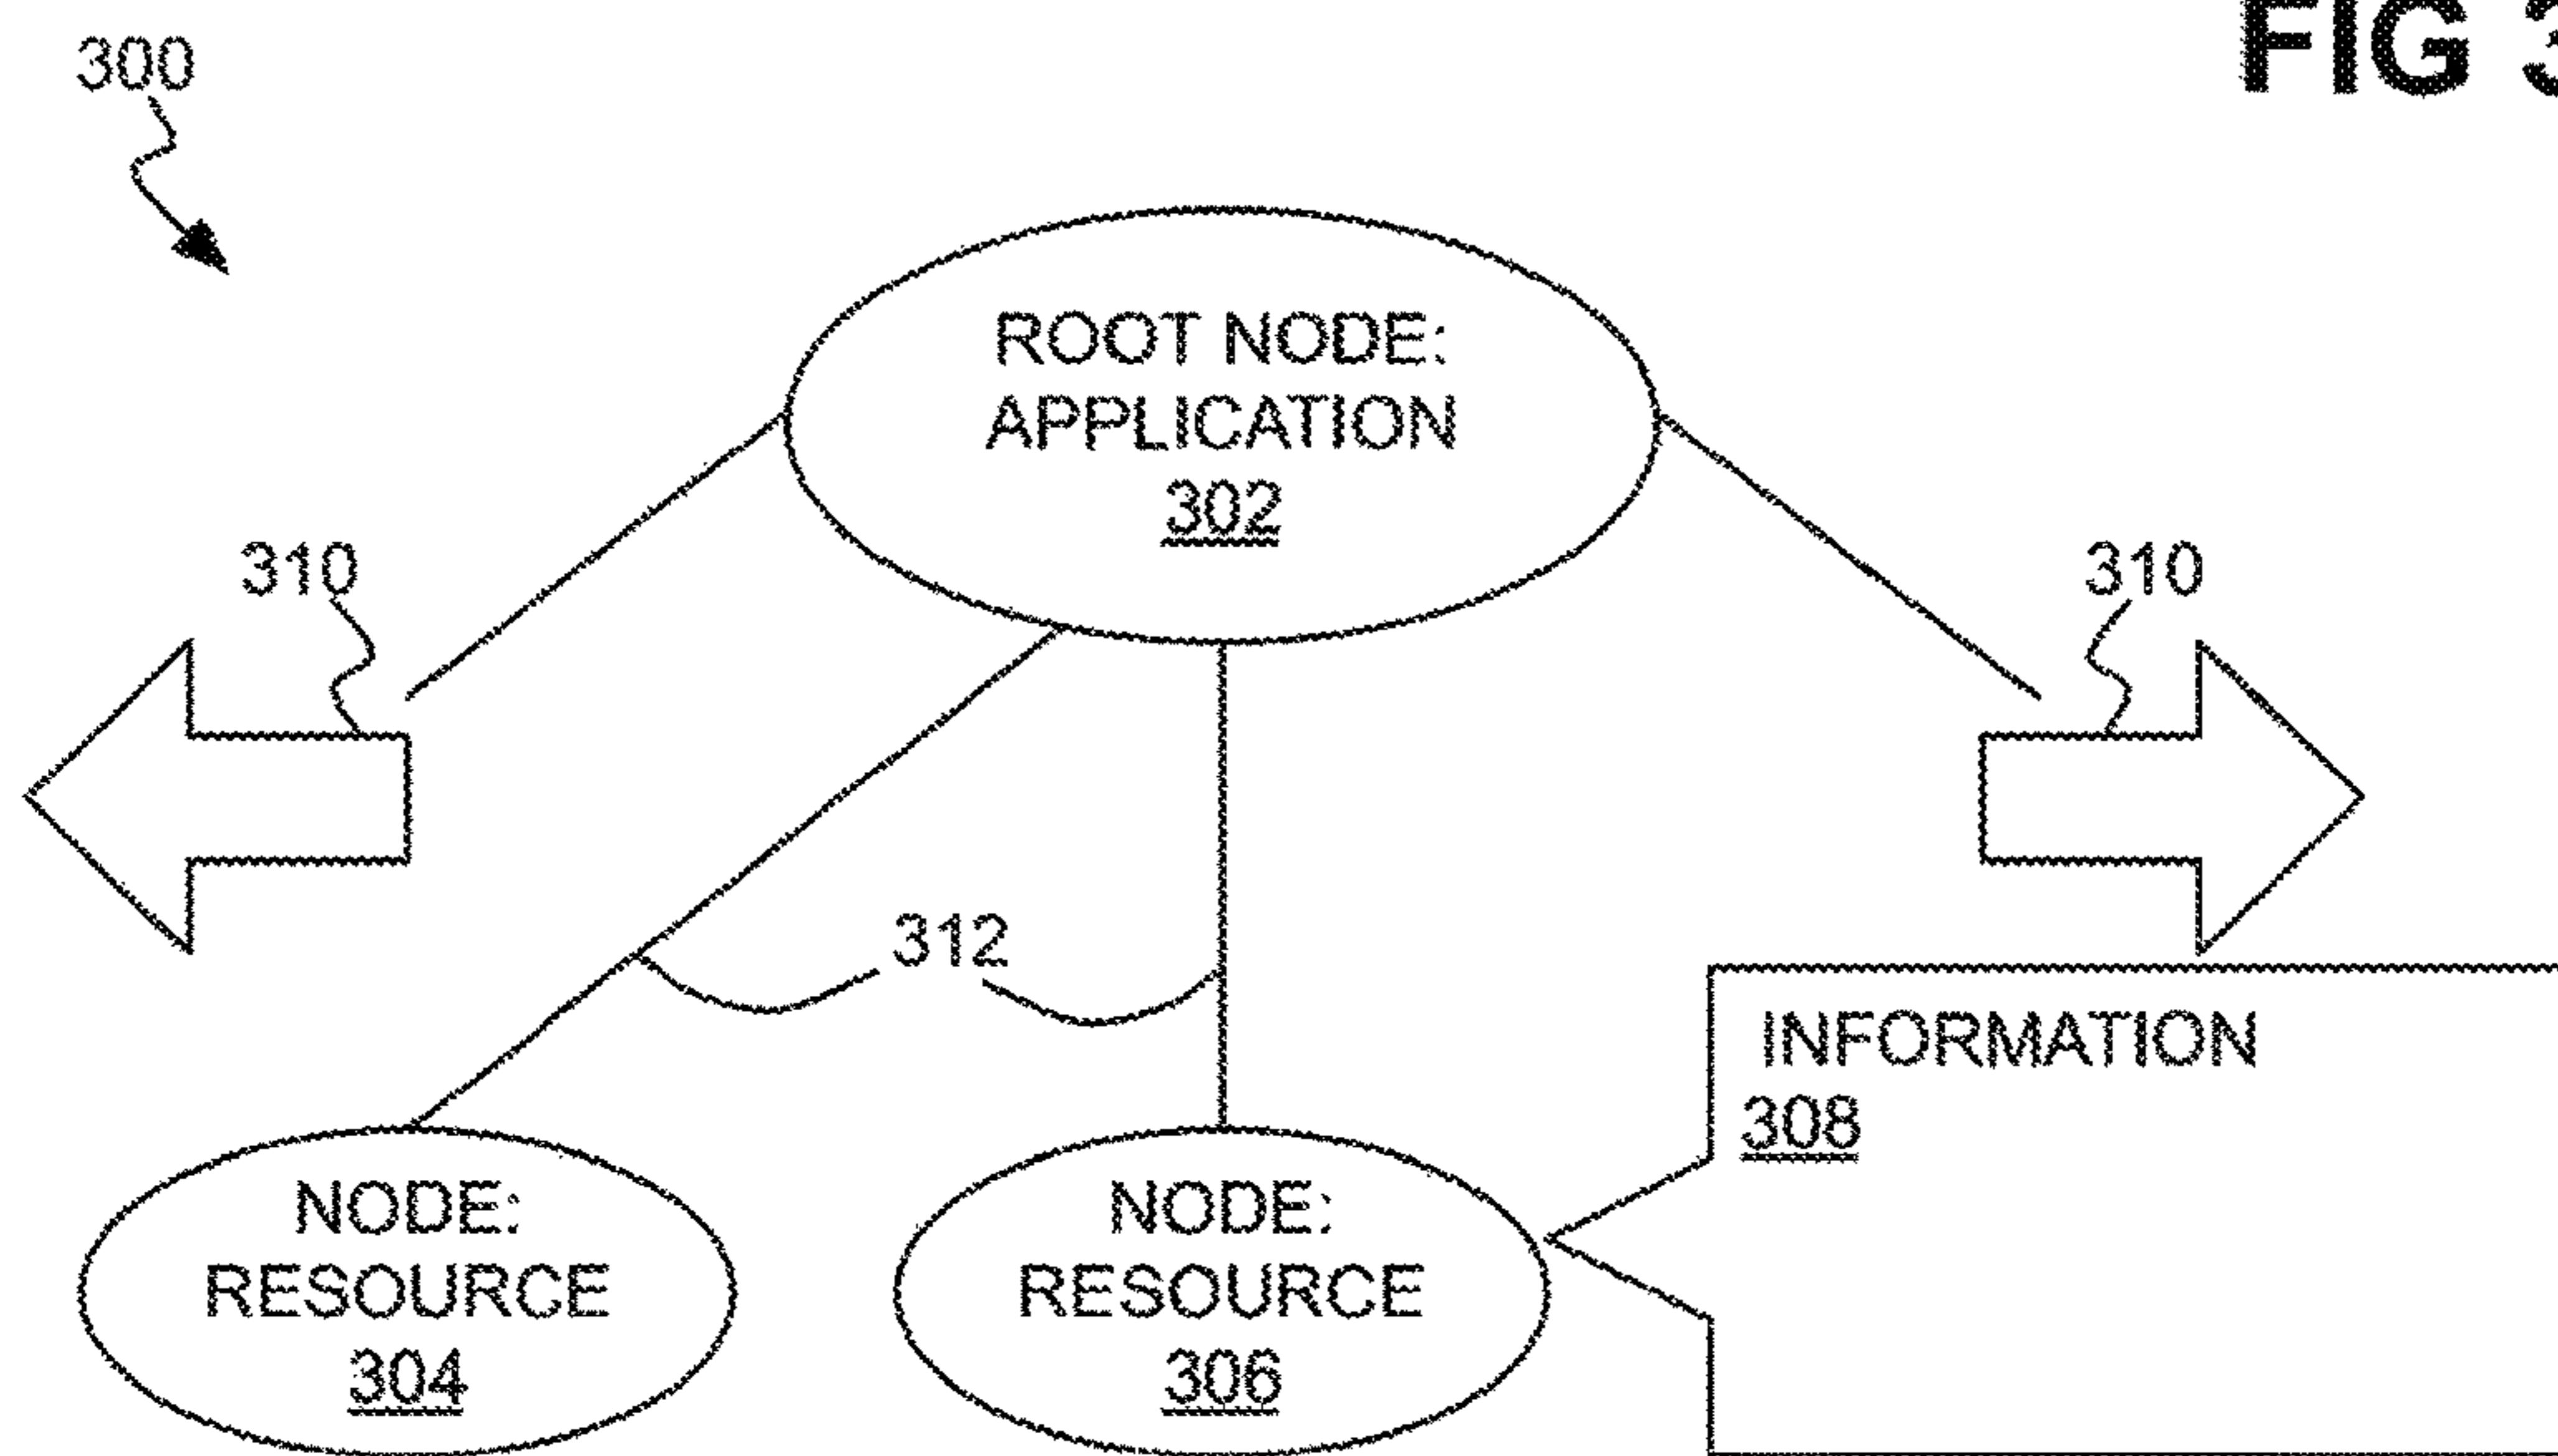 FIG 3
300
ROOT NODE:
APPLICATION
302
310
310
312
INFORMATION
308
NODE:
RESOURCE
304
NODE:
RESOURCE
306